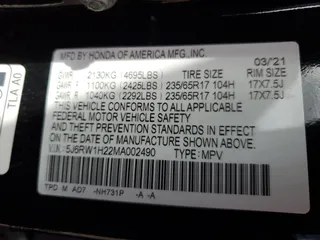 MFD BY HONDA OF AMERICA MFG.,INC. 03/21
GVWR 2130KG (4695LBS) TIRE SIZE RIM SIZE
GAWR F 1100KG (2425LBS) 235/65R17 104H 17X7.5J
GAWR R 1040KG (2292LBS) 235/65R17 104H 17X7.5J
THIS VEHICLE CONFORMS TO ALL APPLICABLE
FEDERAL MOTOR VEHICLE SAFETY
AND THEFT PREVENTION STANDARDS IN EFFECT
ON THE DATE OF MANUFACTURE SHOWN ABOVE.
V.I.N.: 5J6RW1H22MA002490 TYPE: MPV
TPG M AD7 -NH731P -A -A
TLA A0